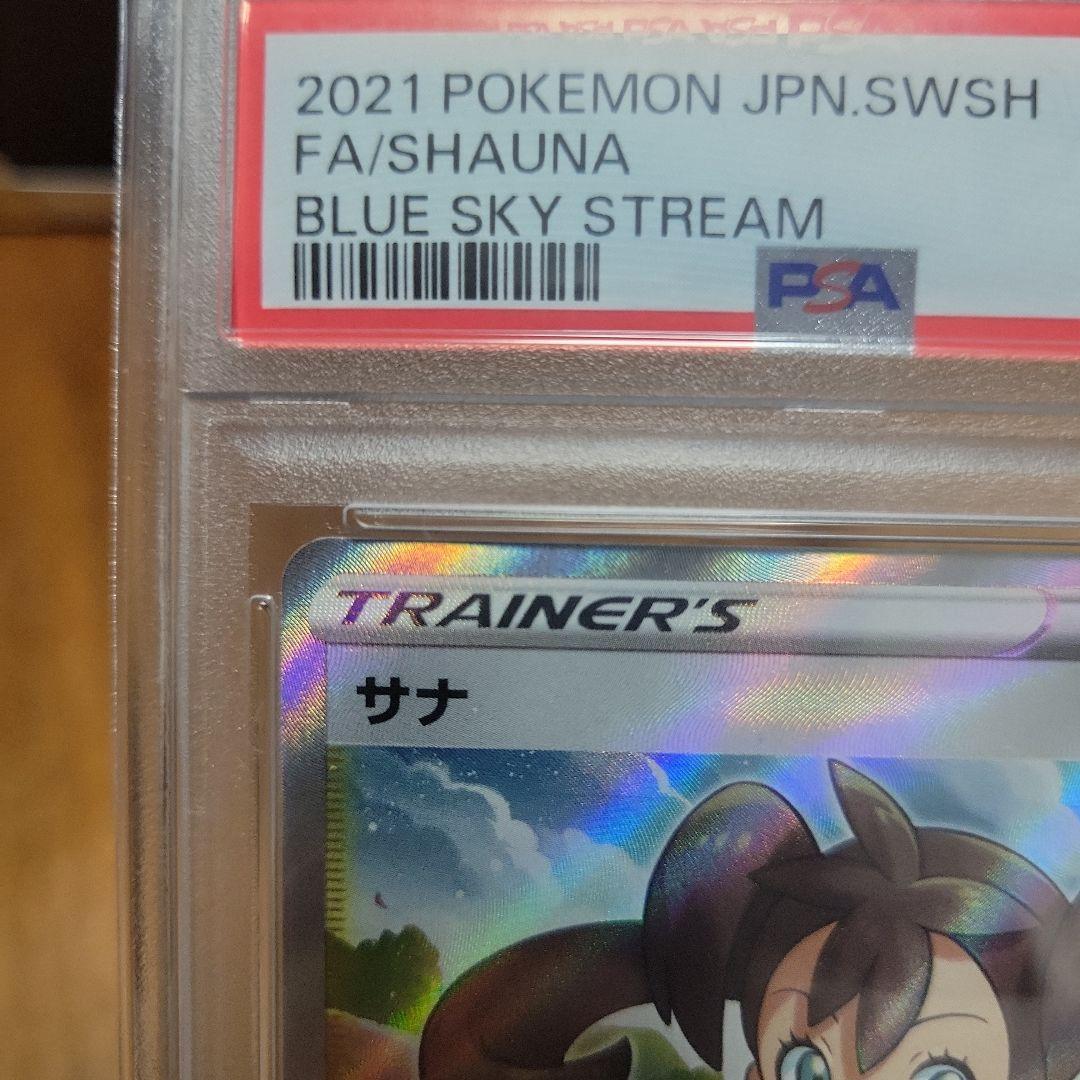 2021 POKEMON JPN.SWSH
FA/SHAUNA
BLUE SKY STREAM
PSA
TRAINER'S
サナ